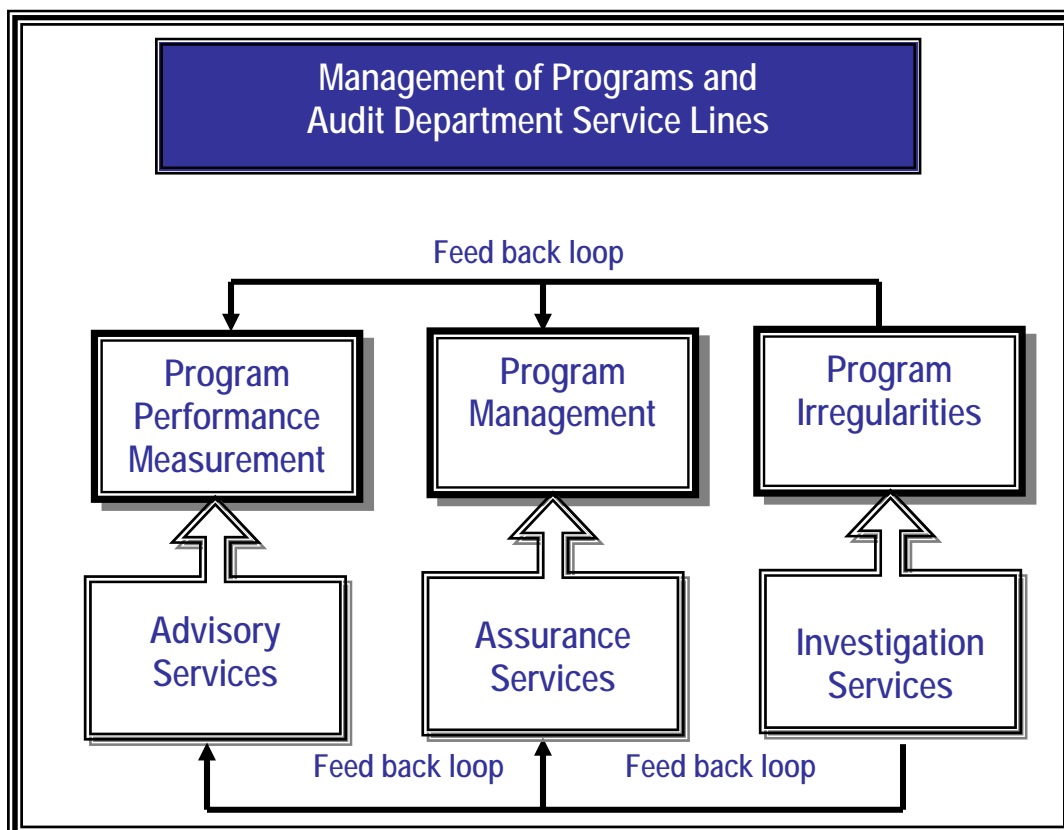 Management of Programs and
Audit Department Service Lines
Feed back loop
Program
Performance
Measurement
Program
Management
Program
Irregularities
Advisory
Services
Assurance
Services
Investigation
Services
Feed back loop
Feed back loop